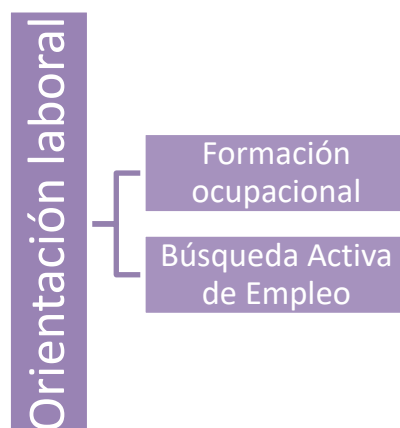 Orientación laboral
Formación
ocupacional
Búsqueda Activa
de Empleo